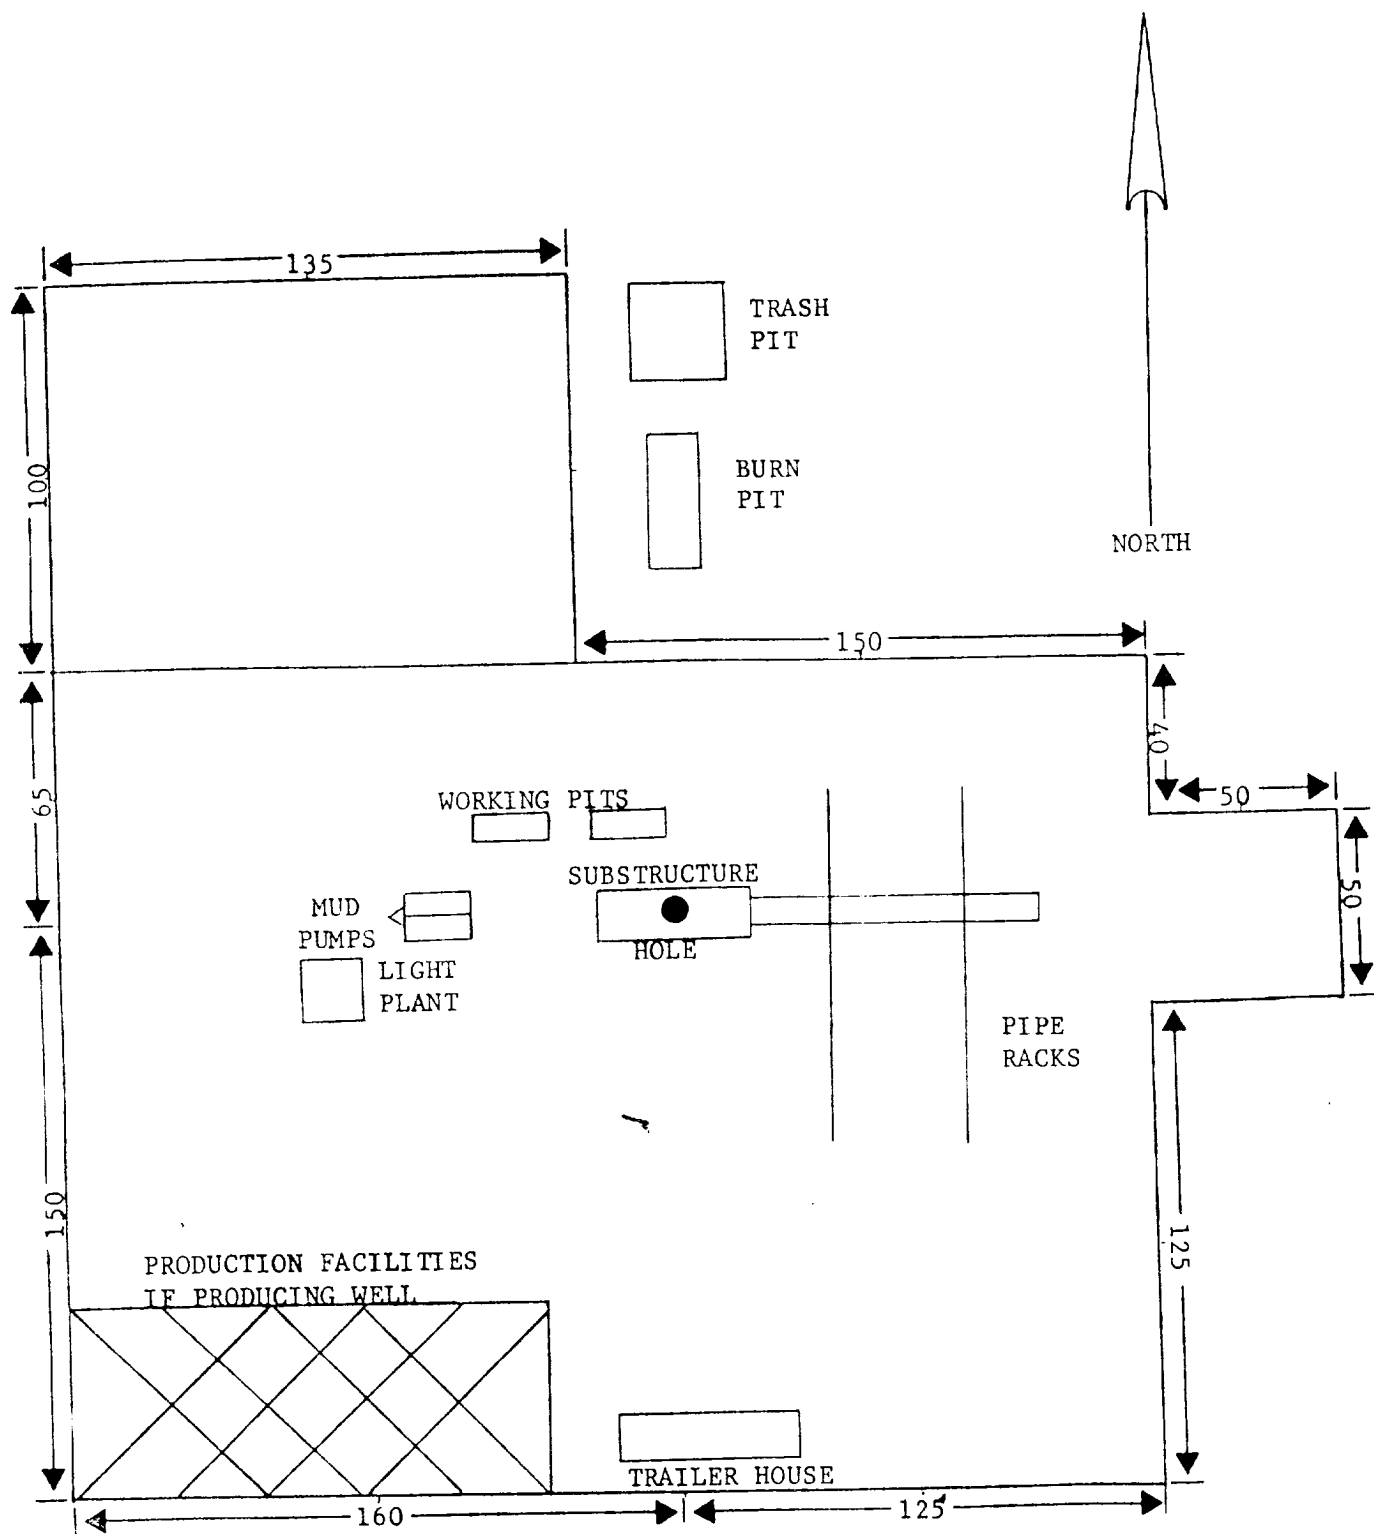 135
TRASH
PIT
100
BURN
PIT
NORTH
150
40
65
50
WORKING PITS
50
SUBSTRUCTURE
MUD
PUMPS
HOLE
LIGHT
PLANT
PIPE
RACKS
150
125
PRODUCTION FACILITIES
IF PRODUCING WELL
TRAILER HOUSE
160
125